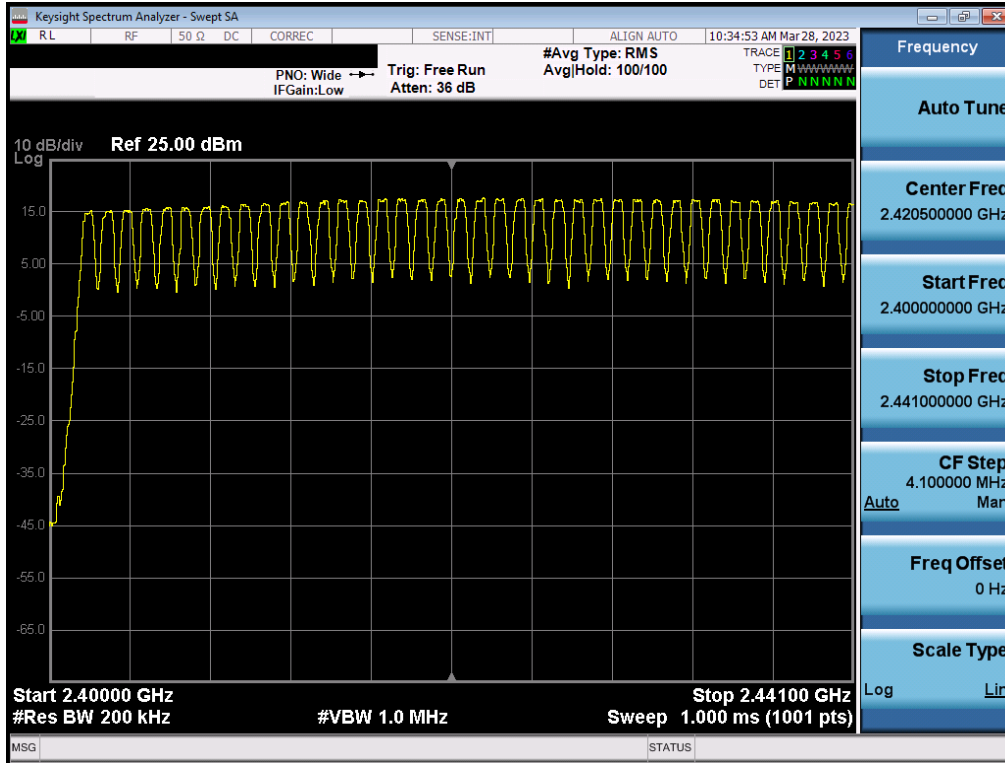 Keysight Spectrum Analyzer - Swept SA
LXI RL RF 50 Ω DC CORREC SENSE:INT ALIGN AUTO 10:34:53 AM Mar 28, 2023
#Avg Type: RMS TRACE 1 2 3 4 5 6
PNO: Wide Trig: Free Run Avg|Hold: 100/100 TYPE M WWWWW
IFGain:Low Atten: 36 dB DET P N N N N N
10 dB/div Ref 25.00 dBm
Log
15.0
5.00
-5.00
-15.0
-25.0
-35.0
-45.0
-55.0
-65.0
Start 2.40000 GHz Stop 2.44100 GHz
#Res BW 200 kHz #VBW 1.0 MHz Sweep 1.000 ms (1001 pts)
MSG STATUS
Frequency
Auto Tune
Center Freq
2.420500000 GHz
Start Freq
2.400000000 GHz
Stop Freq
2.441000000 GHz
CF Step
4.100000 MHz
Auto Man
Freq Offset
0 Hz
Scale Type
Log Lin